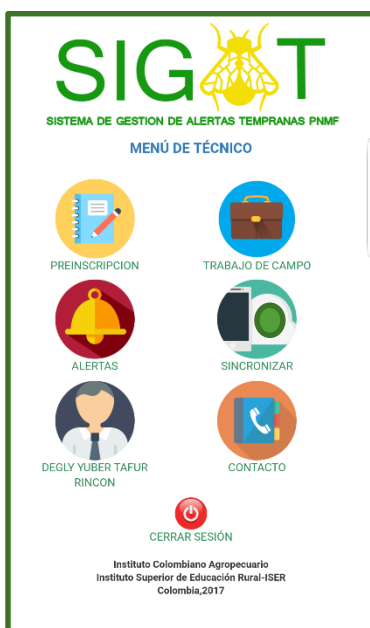 SIGAT
SISTEMA DE GESTION DE ALERTAS TEMPRANAS PNMF
MENÚ DE TÉCNICO
PREINSCRIPCION
TRABAJO DE CAMPO
ALERTAS
SINCRONIZAR
DEGLY YUBER TAFUR
RINCON
CONTACTO
CERRAR SESIÓN
Instituto Colombiano Agropecuario
Instituto Superior de Educación Rural-ISER
Colombia,2017